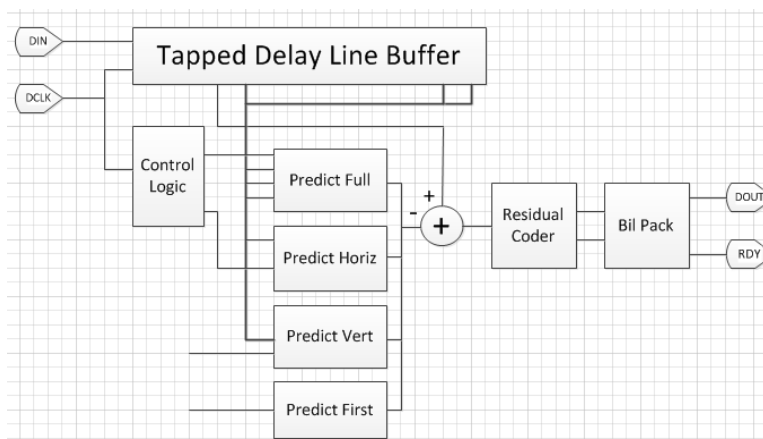 DIN
Tapped Delay Line Buffer
DCLK
Control
Logic
Predict Full
+
-
+
Residual
Coder
Bil Pack
DOUT
Predict Horiz
RDY
Predict Vert
Predict First